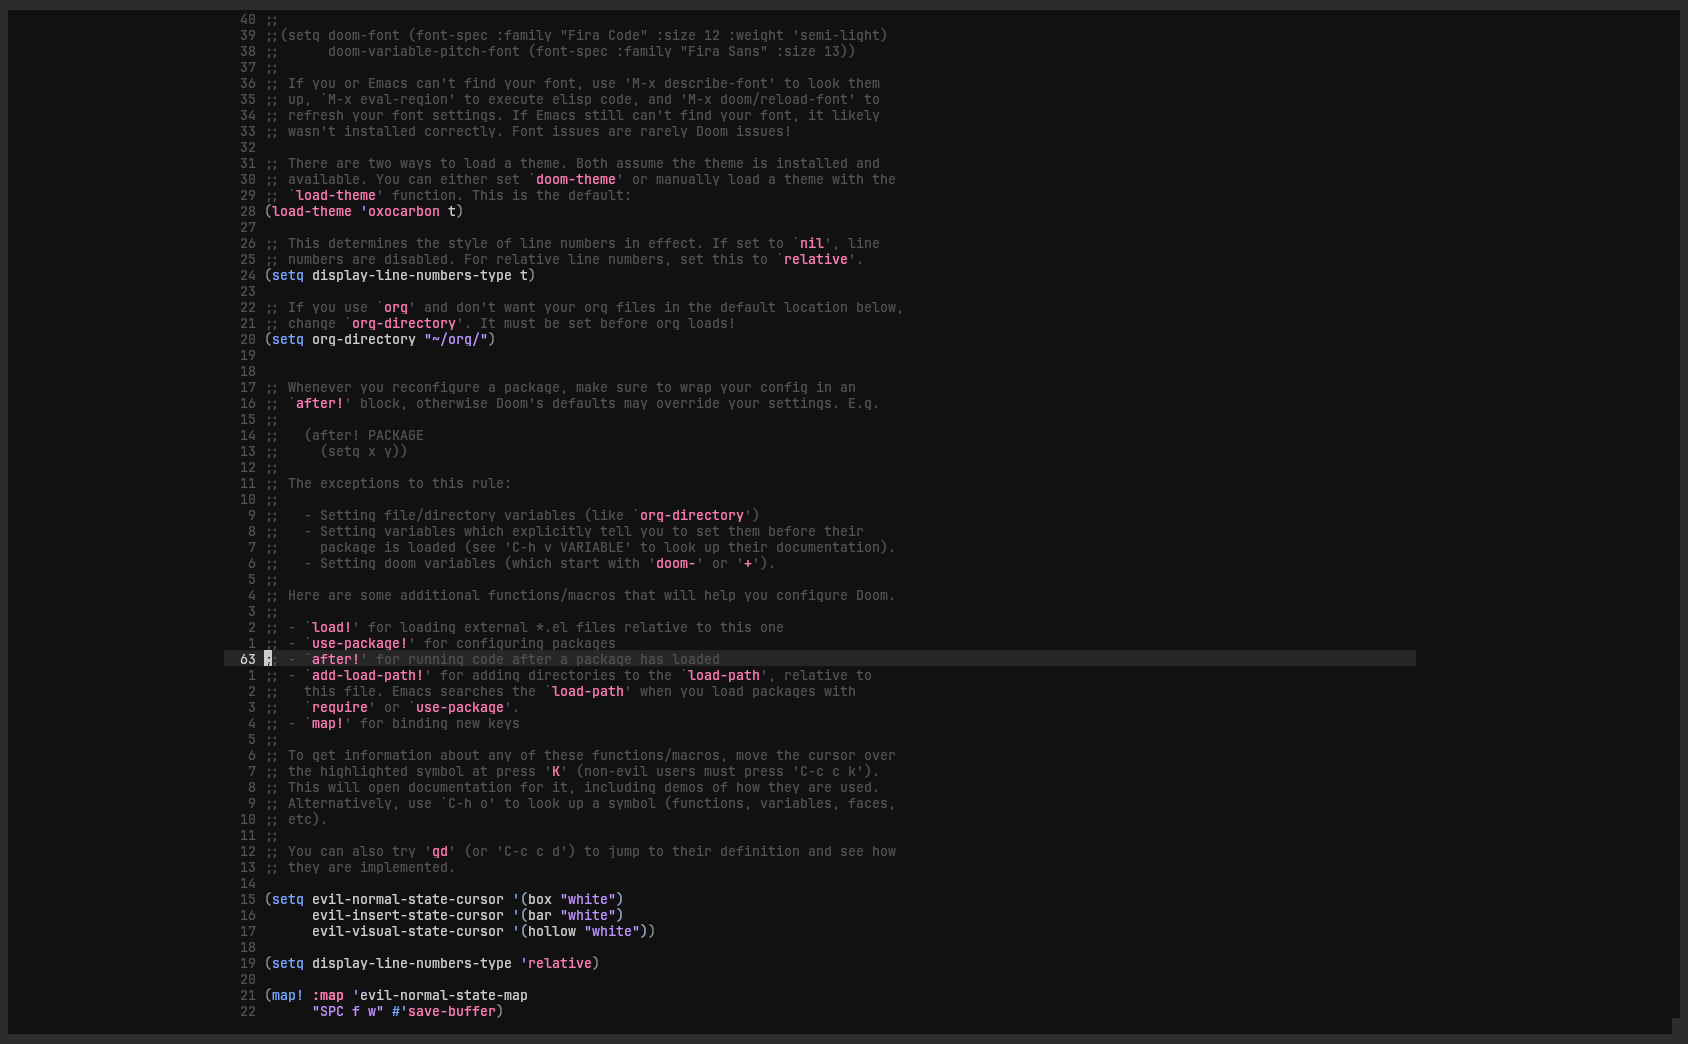 40 ;;
39 ;;(setq doom-font (font-spec :family "Fira Code" :size 12 :weight 'semi-light)
38 ;;      doom-variable-pitch-font (font-spec :family "Fira Sans" :size 13))
37 ;;
36 ;; If you or Emacs can't find your font, use 'M-x describe-font' to look them
35 ;; up, `M-x eval-region' to execute elisp code, and 'M-x doom/reload-font' to
34 ;; refresh your font settings. If Emacs still can't find your font, it likely
33 ;; wasn't installed correctly. Font issues are rarely Doom issues!
32
31 ;; There are two ways to load a theme. Both assume the theme is installed and
30 ;; available. You can either set `doom-theme' or manually load a theme with the
29 ;; `load-theme' function. This is the default:
28 (load-theme 'oxocarbon t)
27
26 ;; This determines the style of line numbers in effect. If set to `nil', line
25 ;; numbers are disabled. For relative line numbers, set this to `relative'.
24 (setq display-line-numbers-type t)
23
22 ;; If you use `org' and don't want your org files in the default location below,
21 ;; change `org-directory'. It must be set before org loads!
20 (setq org-directory "~/org/")
19
18
17 ;; Whenever you reconfigure a package, make sure to wrap your config in an
16 ;; `after!' block, otherwise Doom's defaults may override your settings. E.g.
15 ;;
14 ;;   (after! PACKAGE
13 ;;     (setq x y))
12 ;;
11 ;; The exceptions to this rule:
10 ;;
9 ;;   - Setting file/directory variables (like `org-directory')
8 ;;   - Setting variables which explicitly tell you to set them before their
7 ;;     package is loaded (see 'C-h v VARIABLE' to look up their documentation).
6 ;;   - Setting doom variables (which start with 'doom-' or '+').
5 ;;
4 ;; Here are some additional functions/macros that will help you configure Doom.
3 ;;
2 ;; - `load!' for loading external *.el files relative to this one
1 ;; - `use-package!' for configuring packages
63 ;; - `after!' for running code after a package has loaded
1 ;; - `add-load-path!' for adding directories to the `load-path', relative to
2 ;;   this file. Emacs searches the `load-path' when you load packages with
3 ;;   `require' or `use-package'.
4 ;; - `map!' for binding new keys
5 ;;
6 ;; To get information about any of these functions/macros, move the cursor over
7 ;; the highlighted symbol at press 'K' (non-evil users must press 'C-c c k').
8 ;; This will open documentation for it, including demos of how they are used.
9 ;; Alternatively, use `C-h o' to look up a symbol (functions, variables, faces,
10 ;; etc).
11 ;;
12 ;; You can also try 'gd' (or 'C-c c d') to jump to their definition and see how
13 ;; they are implemented.
14
15 (setq evil-normal-state-cursor '(box "white")
16       evil-insert-state-cursor '(bar "white")
17       evil-visual-state-cursor '(hollow "white"))
18
19 (setq display-line-numbers-type 'relative)
20
21 (map! :map 'evil-normal-state-map
22       "SPC f w" #'save-buffer)